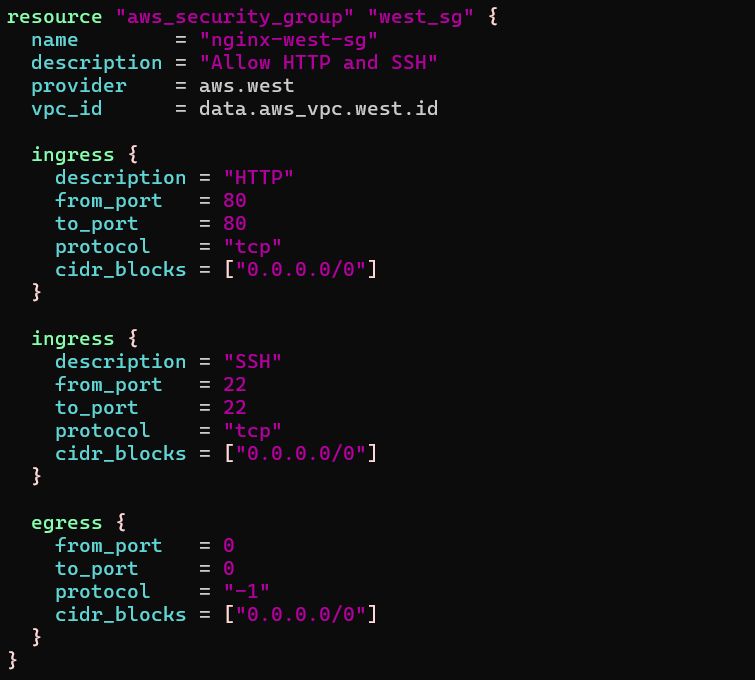 resource "aws_security_group" "west_sg" {
  name        = "nginx-west-sg"
  description = "Allow HTTP and SSH"
  provider    = aws.west
  vpc_id      = data.aws_vpc.west.id

  ingress {
    description = "HTTP"
    from_port   = 80
    to_port     = 80
    protocol    = "tcp"
    cidr_blocks = ["0.0.0.0/0"]
  }

  ingress {
    description = "SSH"
    from_port   = 22
    to_port     = 22
    protocol    = "tcp"
    cidr_blocks = ["0.0.0.0/0"]
  }

  egress {
    from_port   = 0
    to_port     = 0
    protocol    = "-1"
    cidr_blocks = ["0.0.0.0/0"]
  }
}